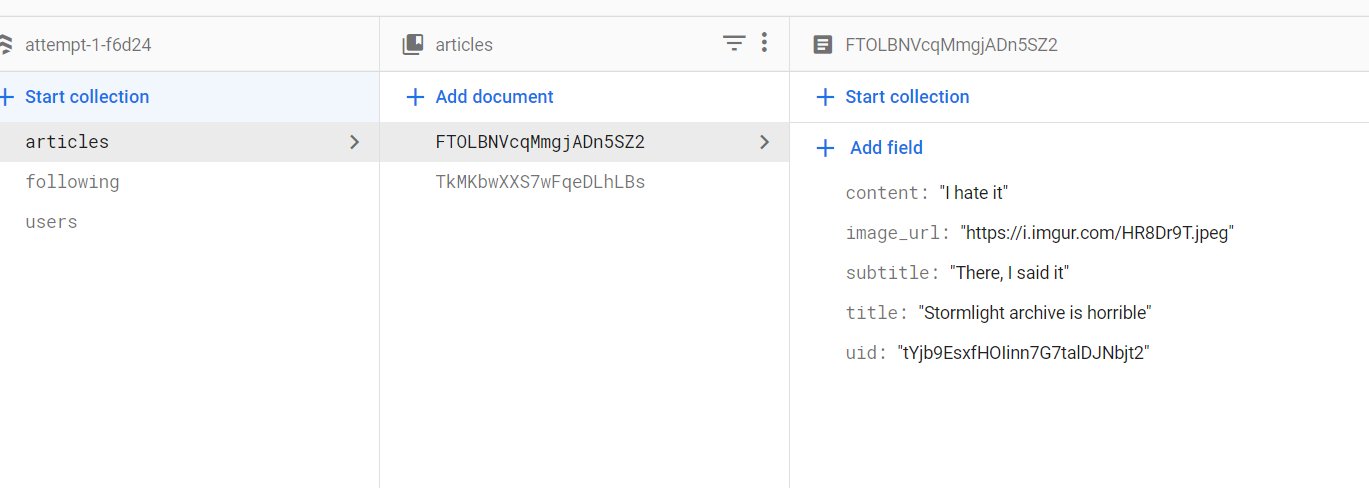 attempt-1-f6d24
Start collection
articles
following
users
articles
Add document
FTOLBNVcqMmgjADn5SZ2
TkMKbwXXS7wFqeDLhLBs
FTOLBNVcqMmgjADn5SZ2
Start collection
Add field
content: "I hate it"
image_url: "https://i.imgur.com/HR8Dr9T.jpeg"
subtitle: "There, I said it"
title: "Stormlight archive is horrible"
uid: "tYjb9EsxfHOIinn7G7talDJNbjt2"